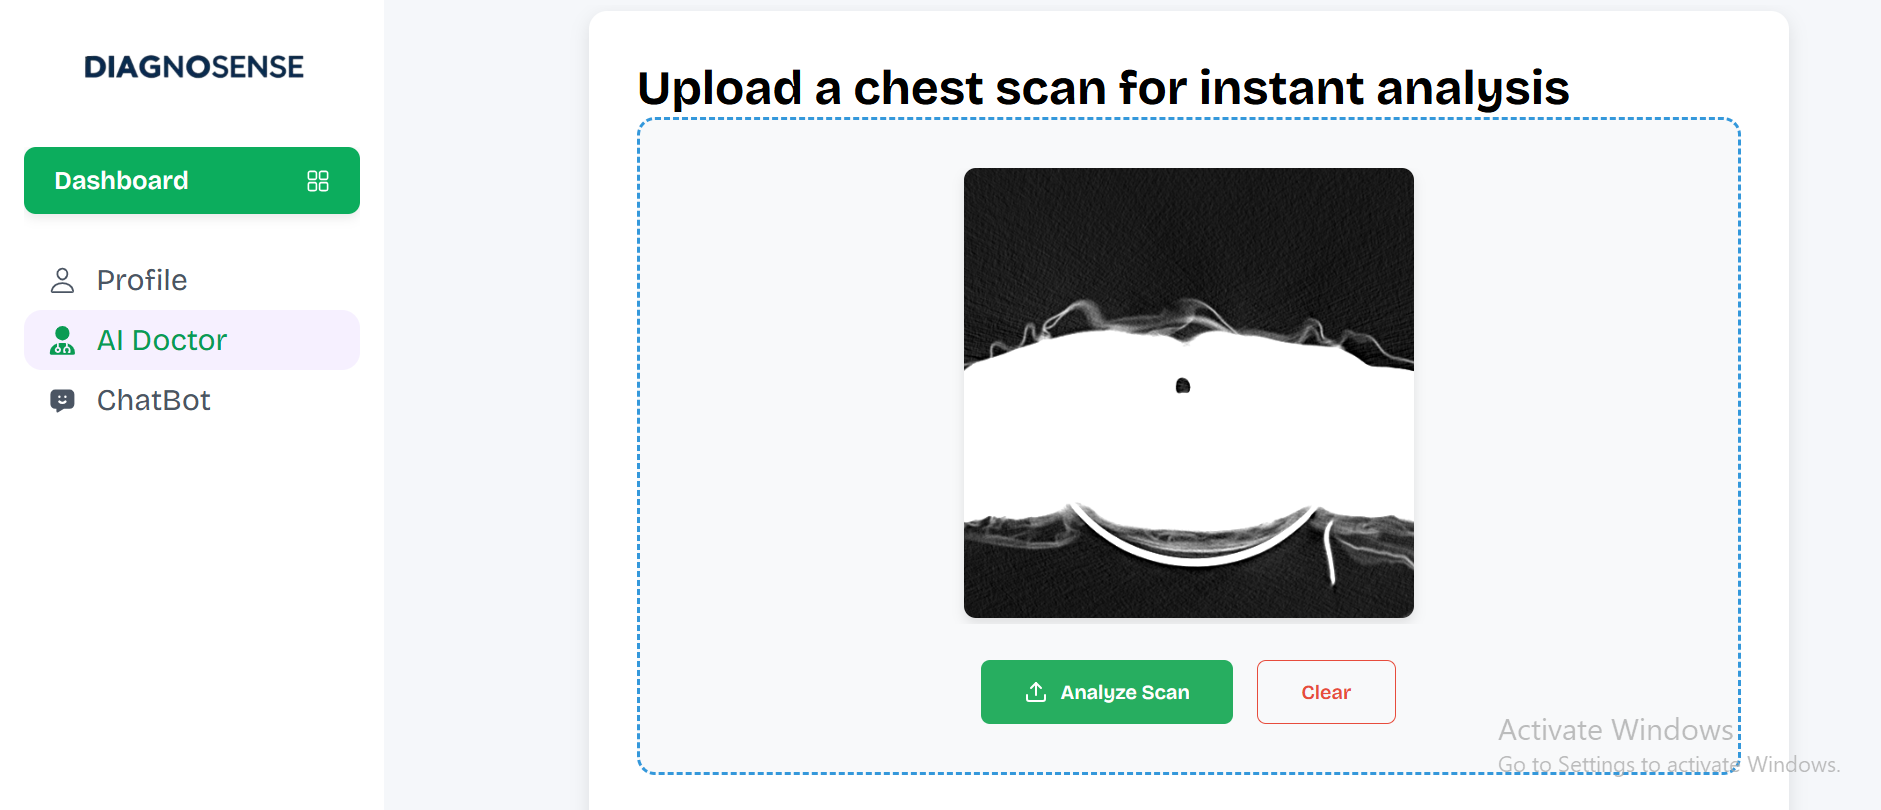 DIAGNOSENSE
Dashboard
Profile
AI Doctor
ChatBot
Upload a chest scan for instant analysis
Analyze Scan
Clear
Activate Windows
Go to Settings to activate Windows.